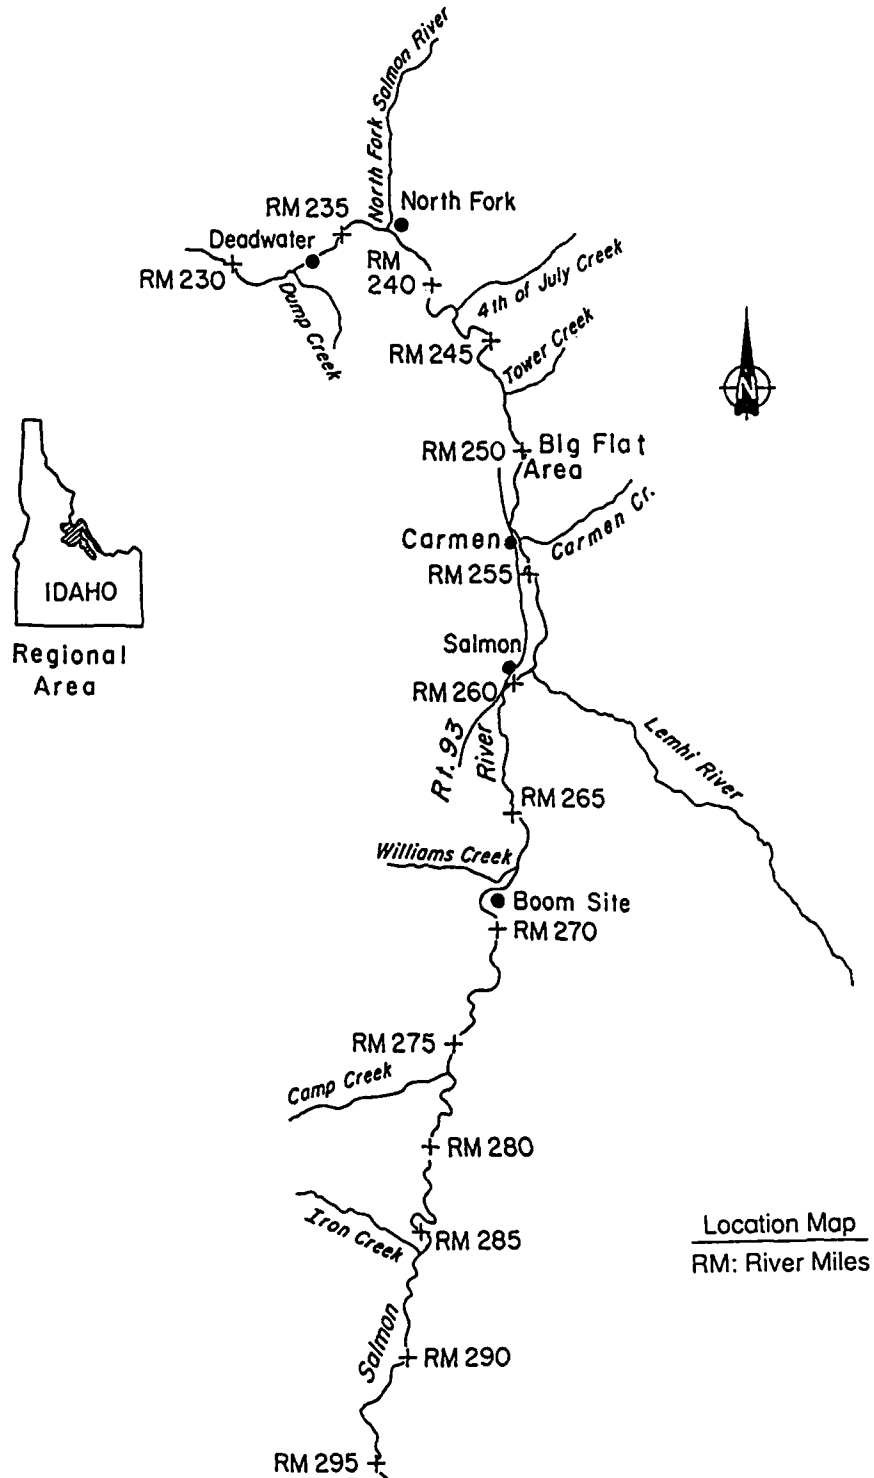 North Fork Salmon River
RM 235
North Fork
Deadwater
RM
240
RM 230
4th of July Creek
Dump Creek
RM 245
Tower Creek
N
RM 250
Big Flat
Area
Carmen
Carmen Cr.
RM 255
IDAHO
Regional
Area
Salmon
RM 260
Rt. 93
River
Lemhi River
RM 265
Williams Creek
Boom Site
RM 270
RM 275
Camp Creek
RM 280
Iron Creek
RM 285
Location Map
RM: River Miles
Salmon
RM 290
RM 295